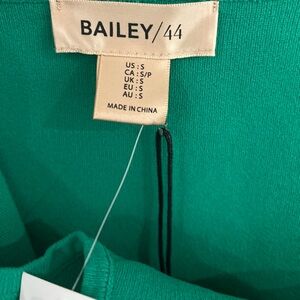 BAILEY/44
US : S
CA : S/P
UK : S
EU : S
AU : S
MADE IN CHINA